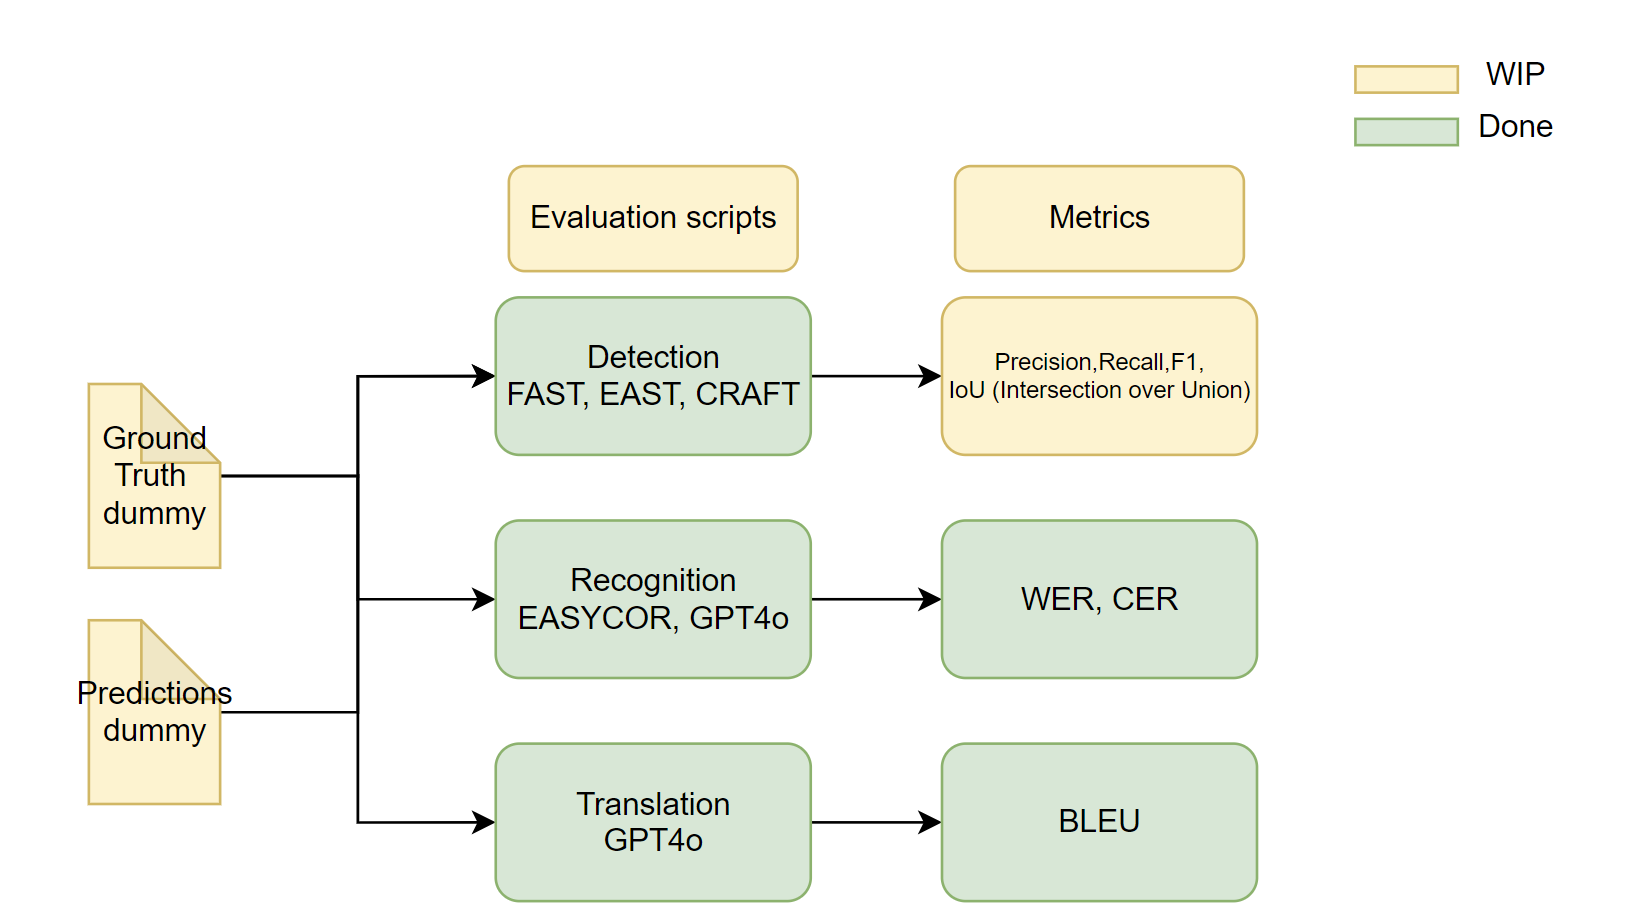 WIP
Done
Evaluation scripts
Metrics
Detection
FAST, EAST, CRAFT
Precision,Recall,F1,
IoU (Intersection over Union)
Ground
Truth
dummy
Recognition
EASYCOR, GPT4o
WER, CER
Predictions
dummy
Translation
GPT4o
BLEU